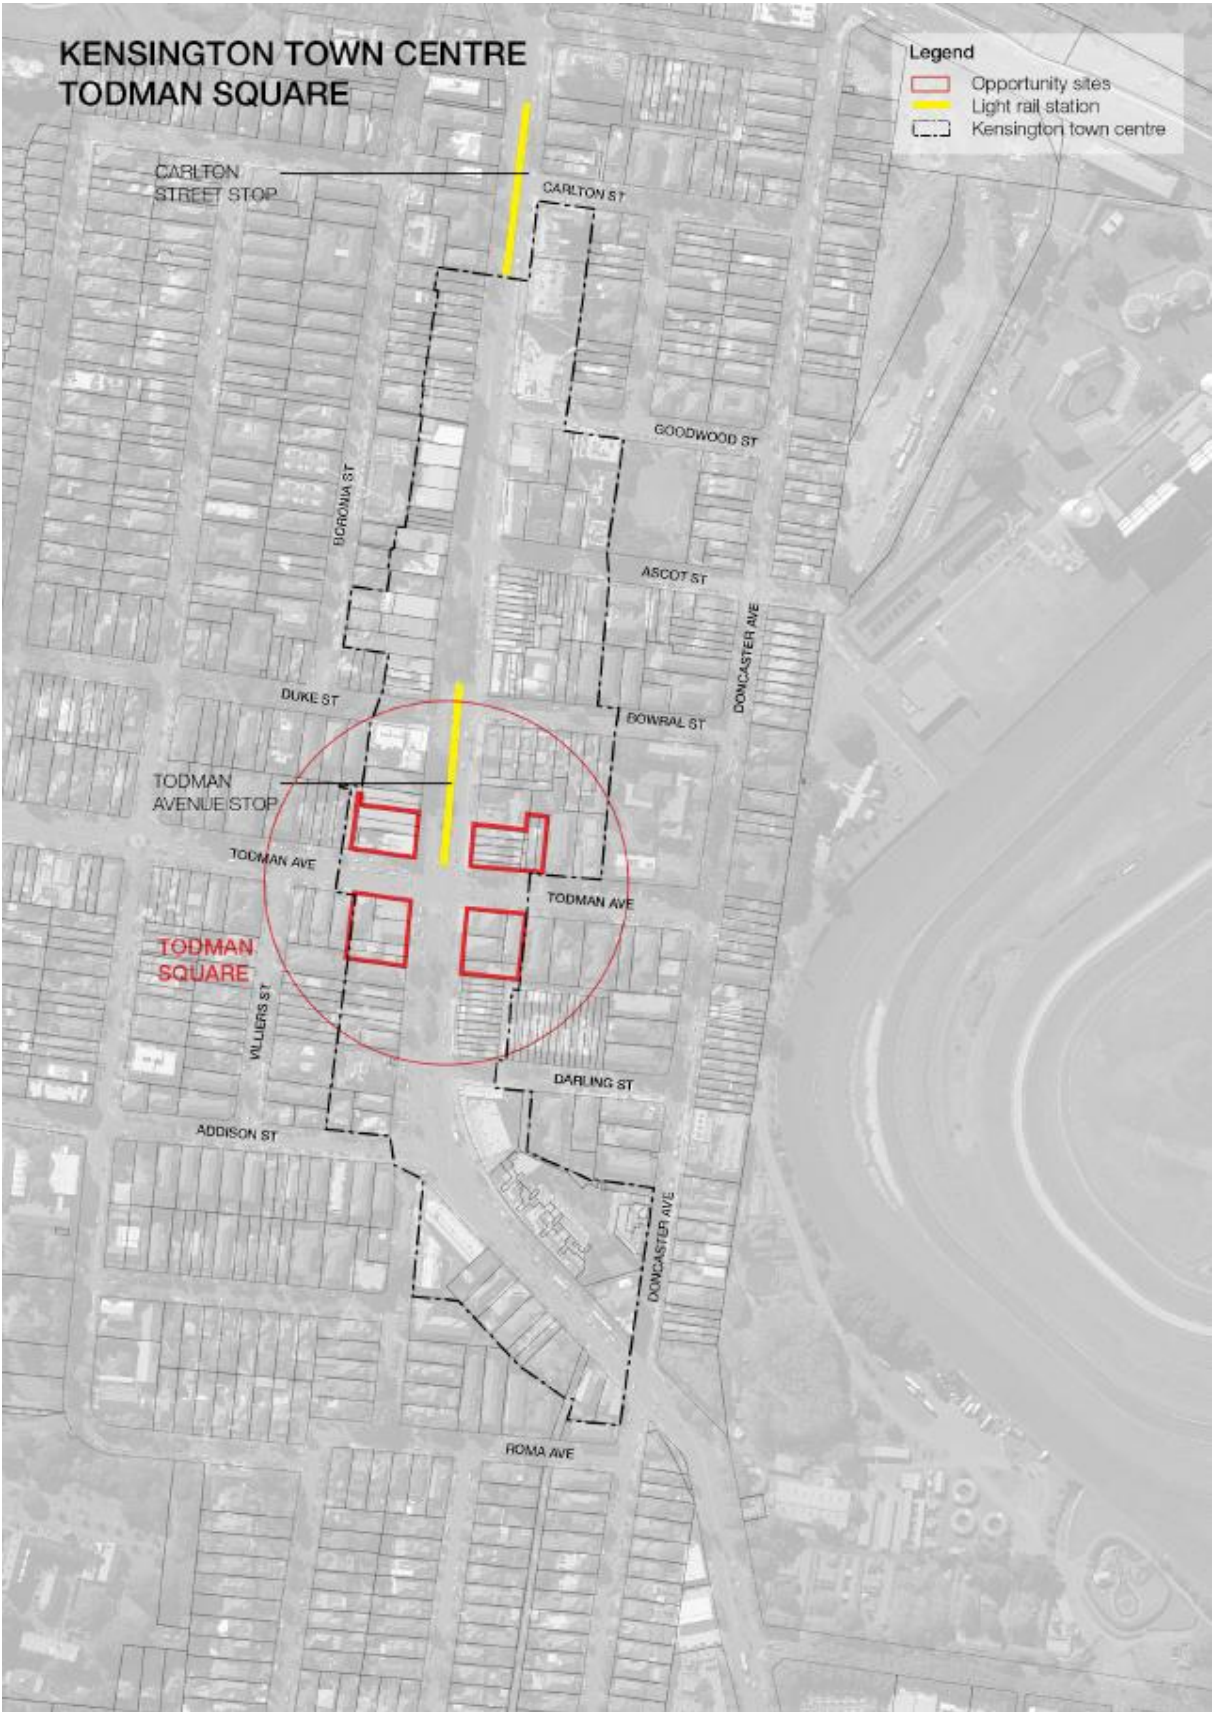 KENSINGTON TOWN CENTRE
TODMAN SQUARE
Legend
Opportunity sites
Light rail station
Kensington town centre
CARLTON
STREET STOP
CARLTON ST
GOODWOOD ST
BORONIA ST
ASCOT ST
DONCASTER AVE
DUKE ST
BOWRAL ST
TODMAN
AVENUE STOP
TODMAN AVE
TODMAN AVE
TODMAN
SQUARE
VILLIERS ST
DARLING ST
ADDISON ST
DONCASTER AVE
ROMA AVE